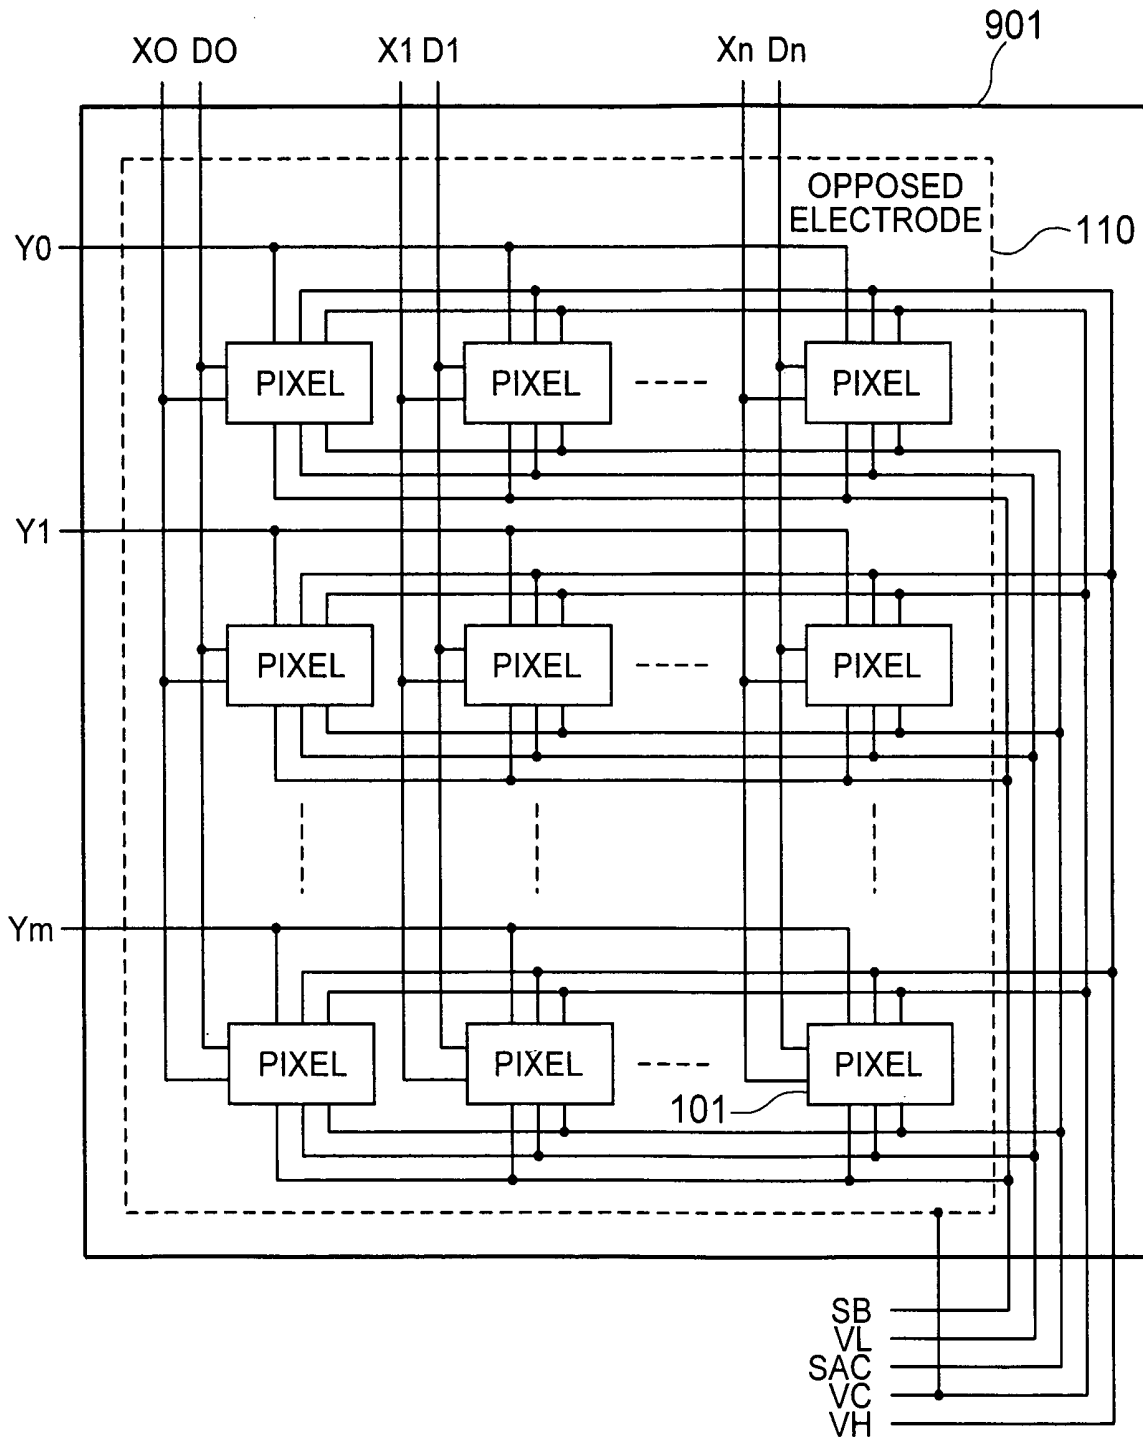 901
XO DO X1 D1 Xn Dn
OPPOSED
ELECTRODE
Y0
110
PIXEL PIXEL PIXEL
Y1
PIXEL PIXEL PIXEL
Ym
PIXEL PIXEL PIXEL
101
SB
VL
SAC
VC
VH